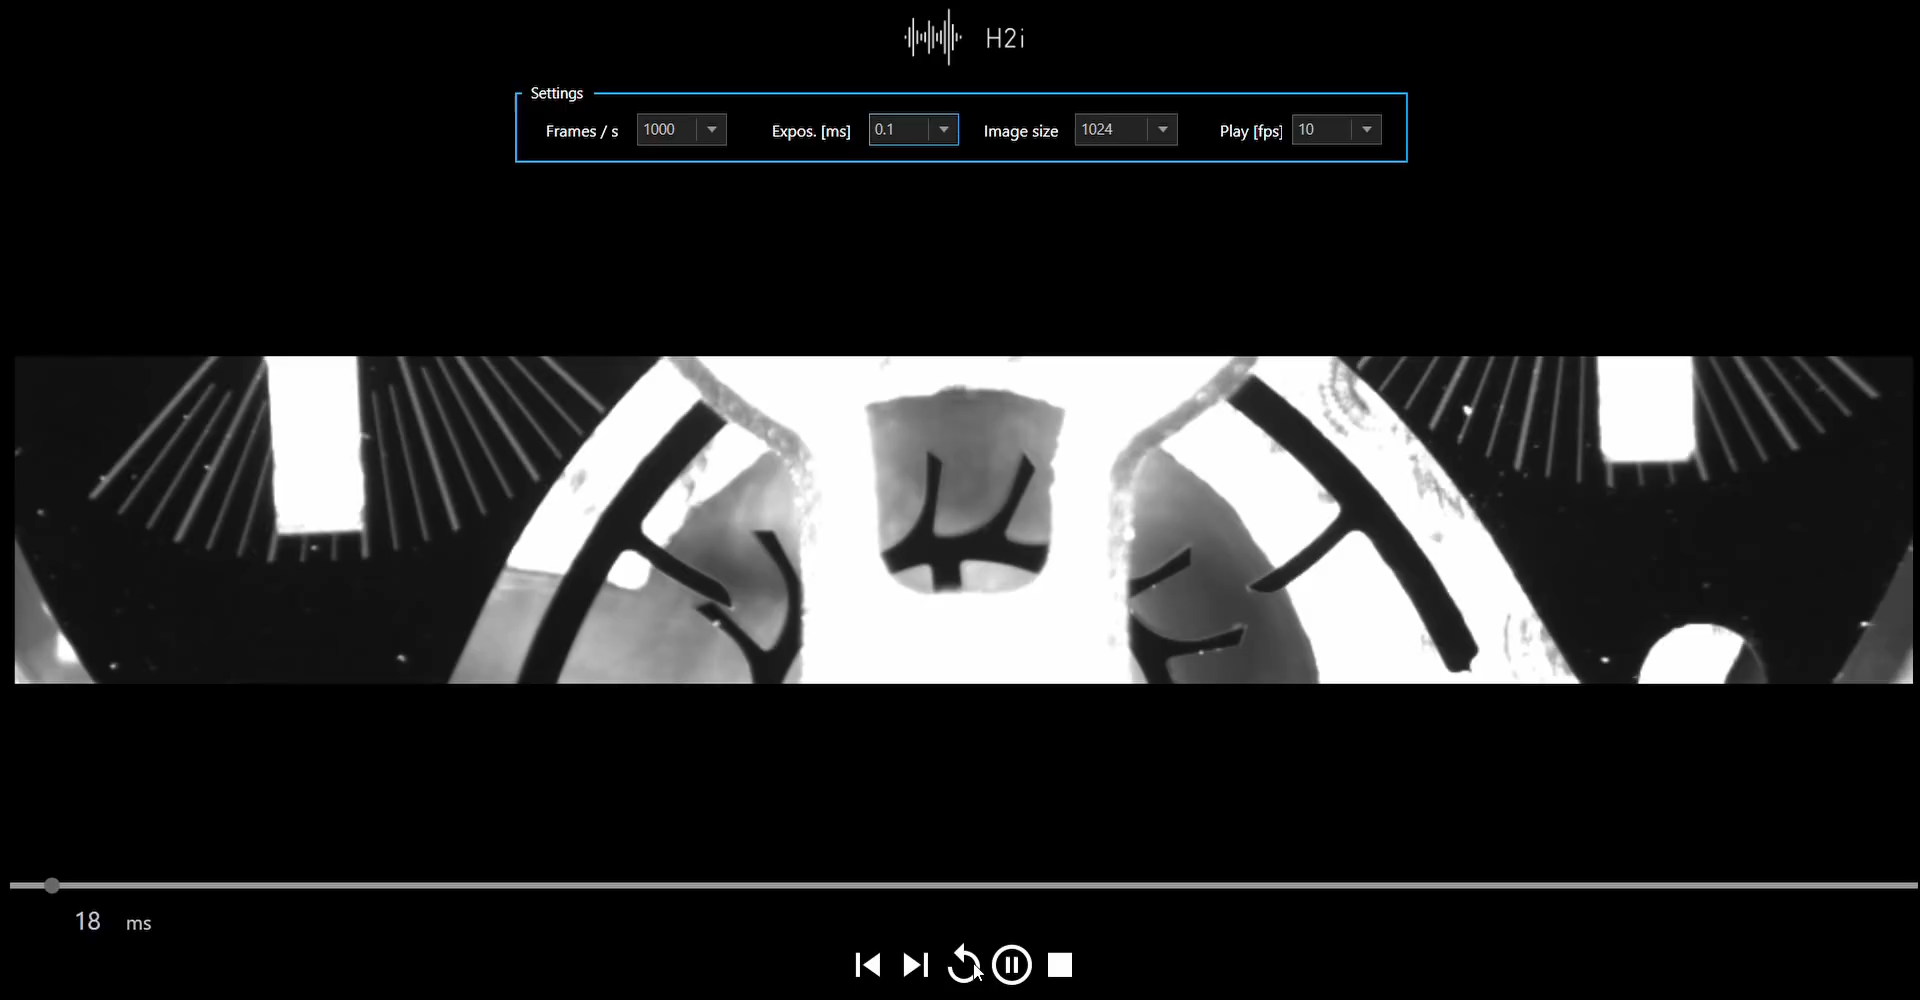 H2i
Settings
Frames / s 1000 Expos. [ms] 0.1 Image size 1024 Play [fps] 10
18 ms